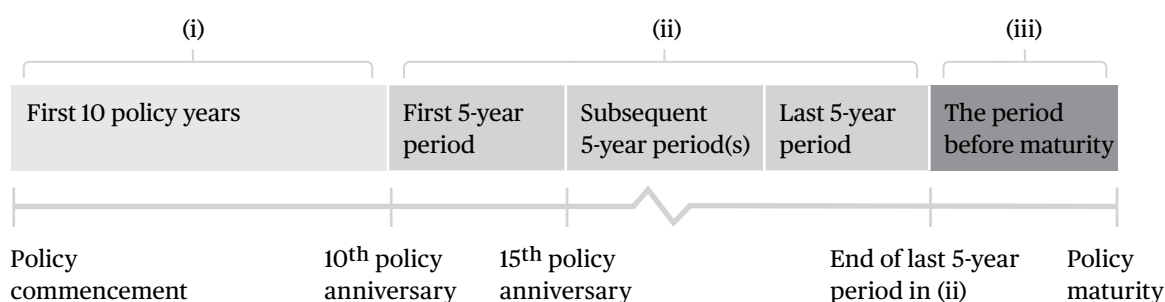 (i)
(ii)
(iii)
First 10 policy years
First 5-year
period
Subsequent
5-year period(s)
Last 5-year
period
The period
before maturity
Policy
commencement
10th policy
anniversary
15th policy
anniversary
End of last 5-year
period in (ii)
Policy
maturity